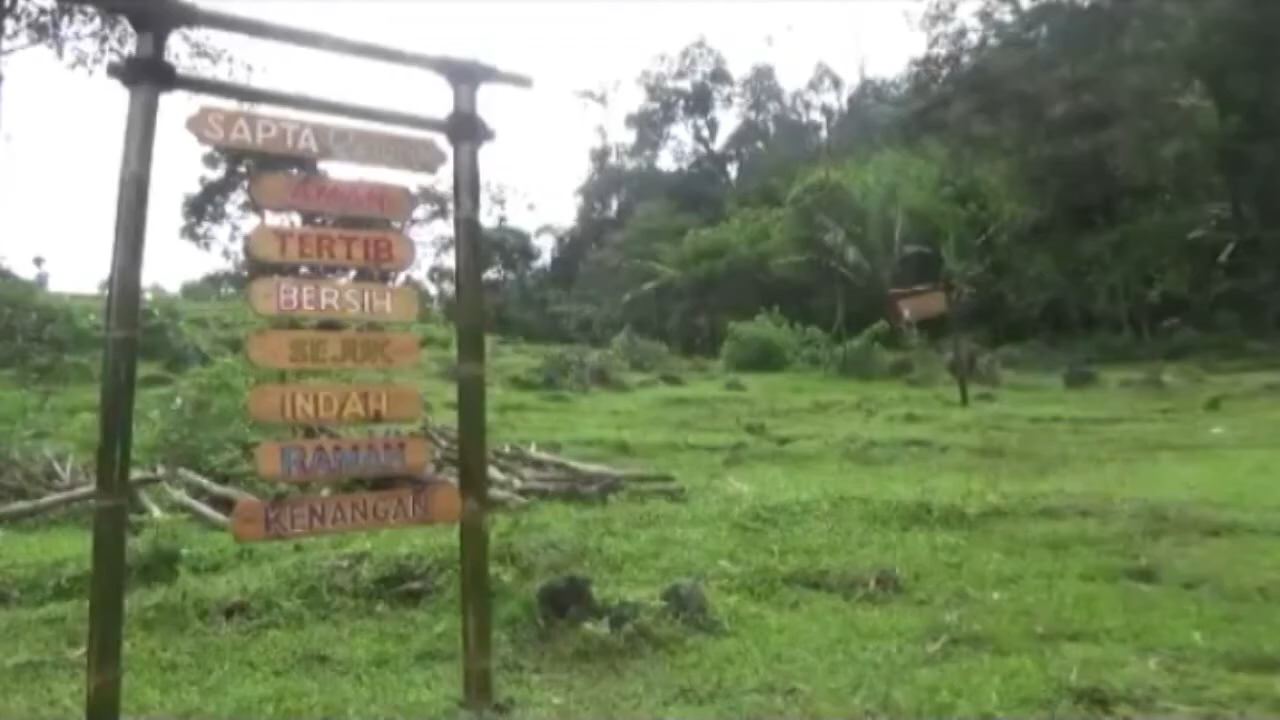 SAPTA
TERTIB
BERSIH
SEJUK
INDAH
RAMAH
KENANGAN